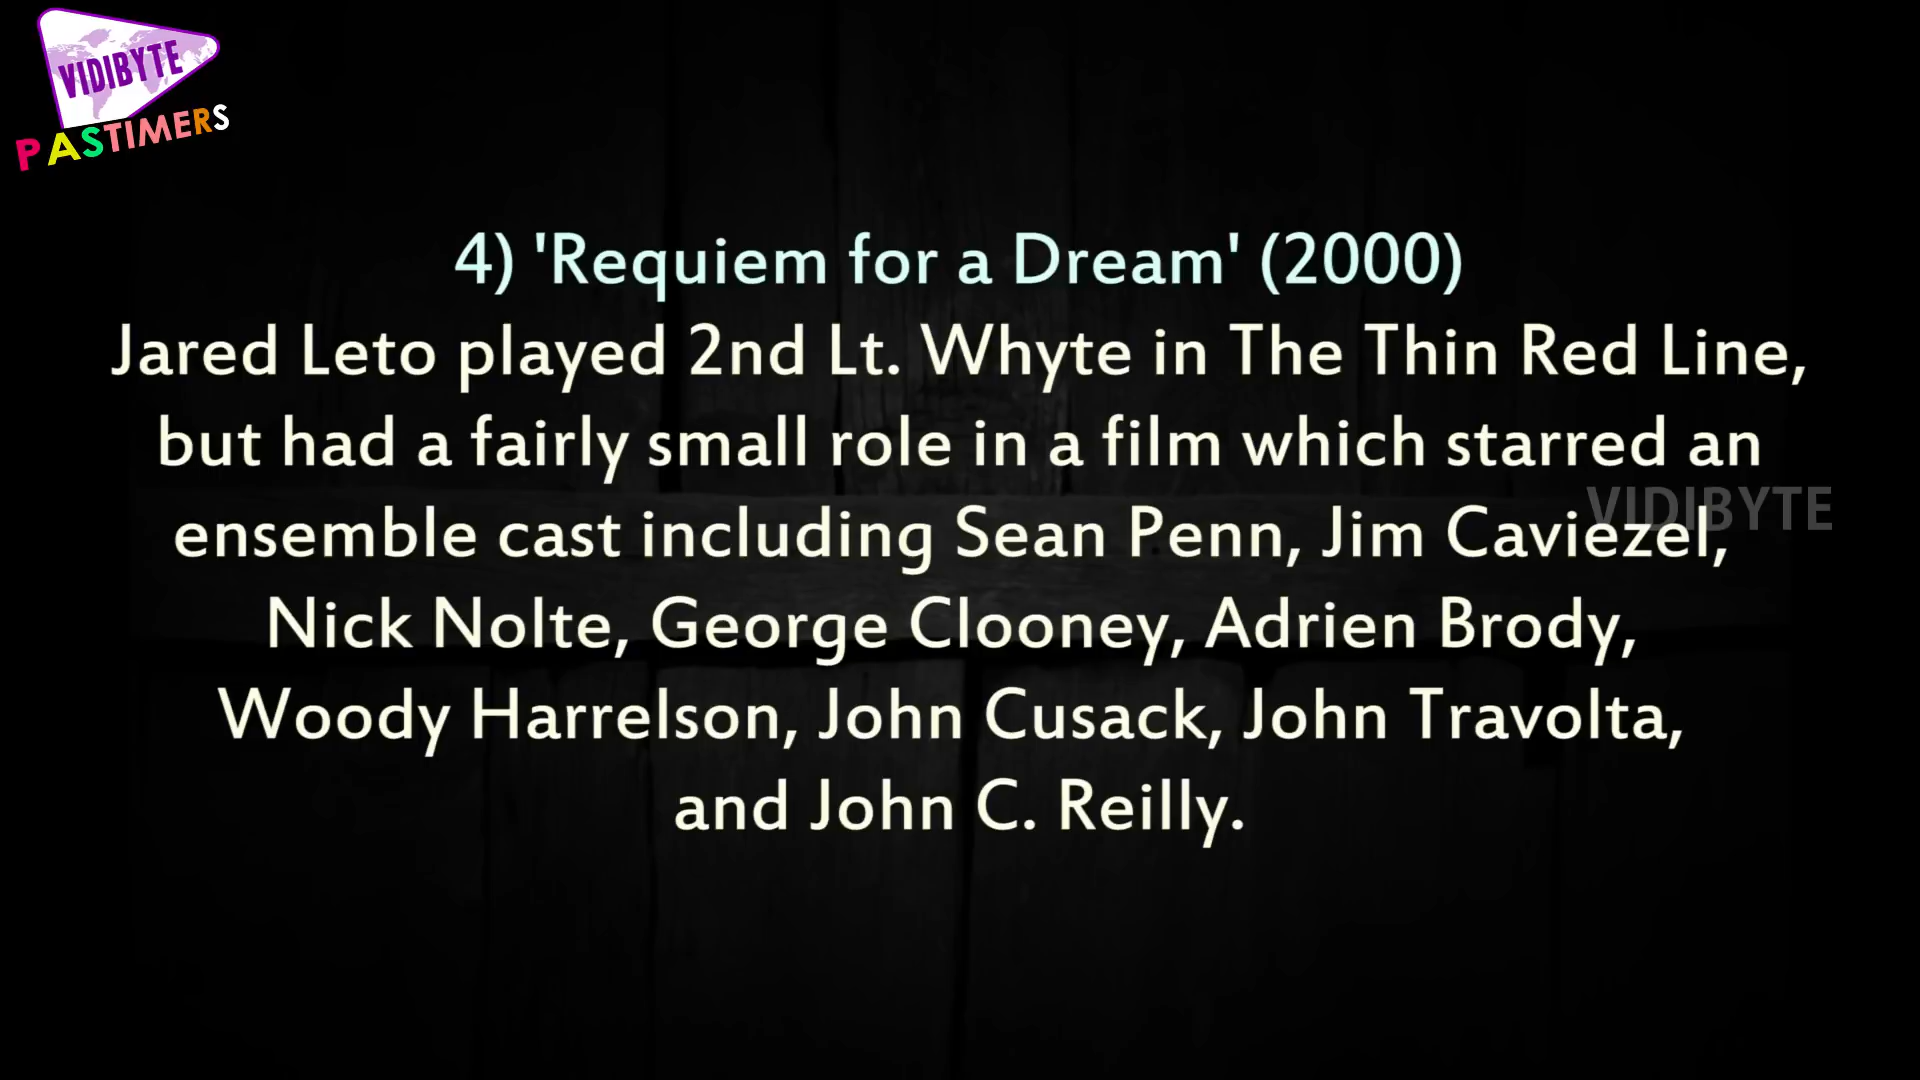 VIDIBYTE
PASTIMERS
4) 'Requiem for a Dream' (2000)
Jared Leto played 2nd Lt. Whyte in The Thin Red Line,
but had a fairly small role in a film which starred an
ensemble cast including Sean Penn, Jim Caviezel,
VIDIBYTE
Nick Nolte, George Clooney, Adrien Brody,
Woody Harrelson, John Cusack, John Travolta,
and John C. Reilly.